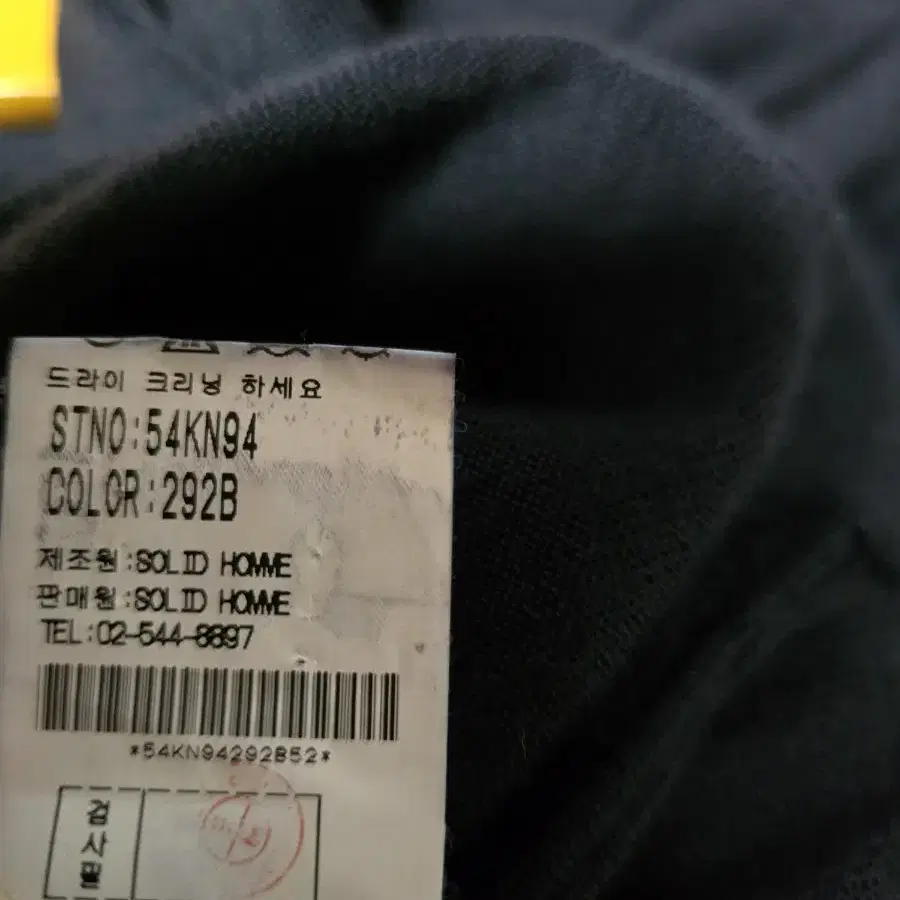 드라이 크리닝 하세요
STNO:54KN94
COLOR:292B
제조원:SOLID HOMME
판매원:SOLID HOMME
TEL:02-544-8897
*54KN94292B52*
검사필